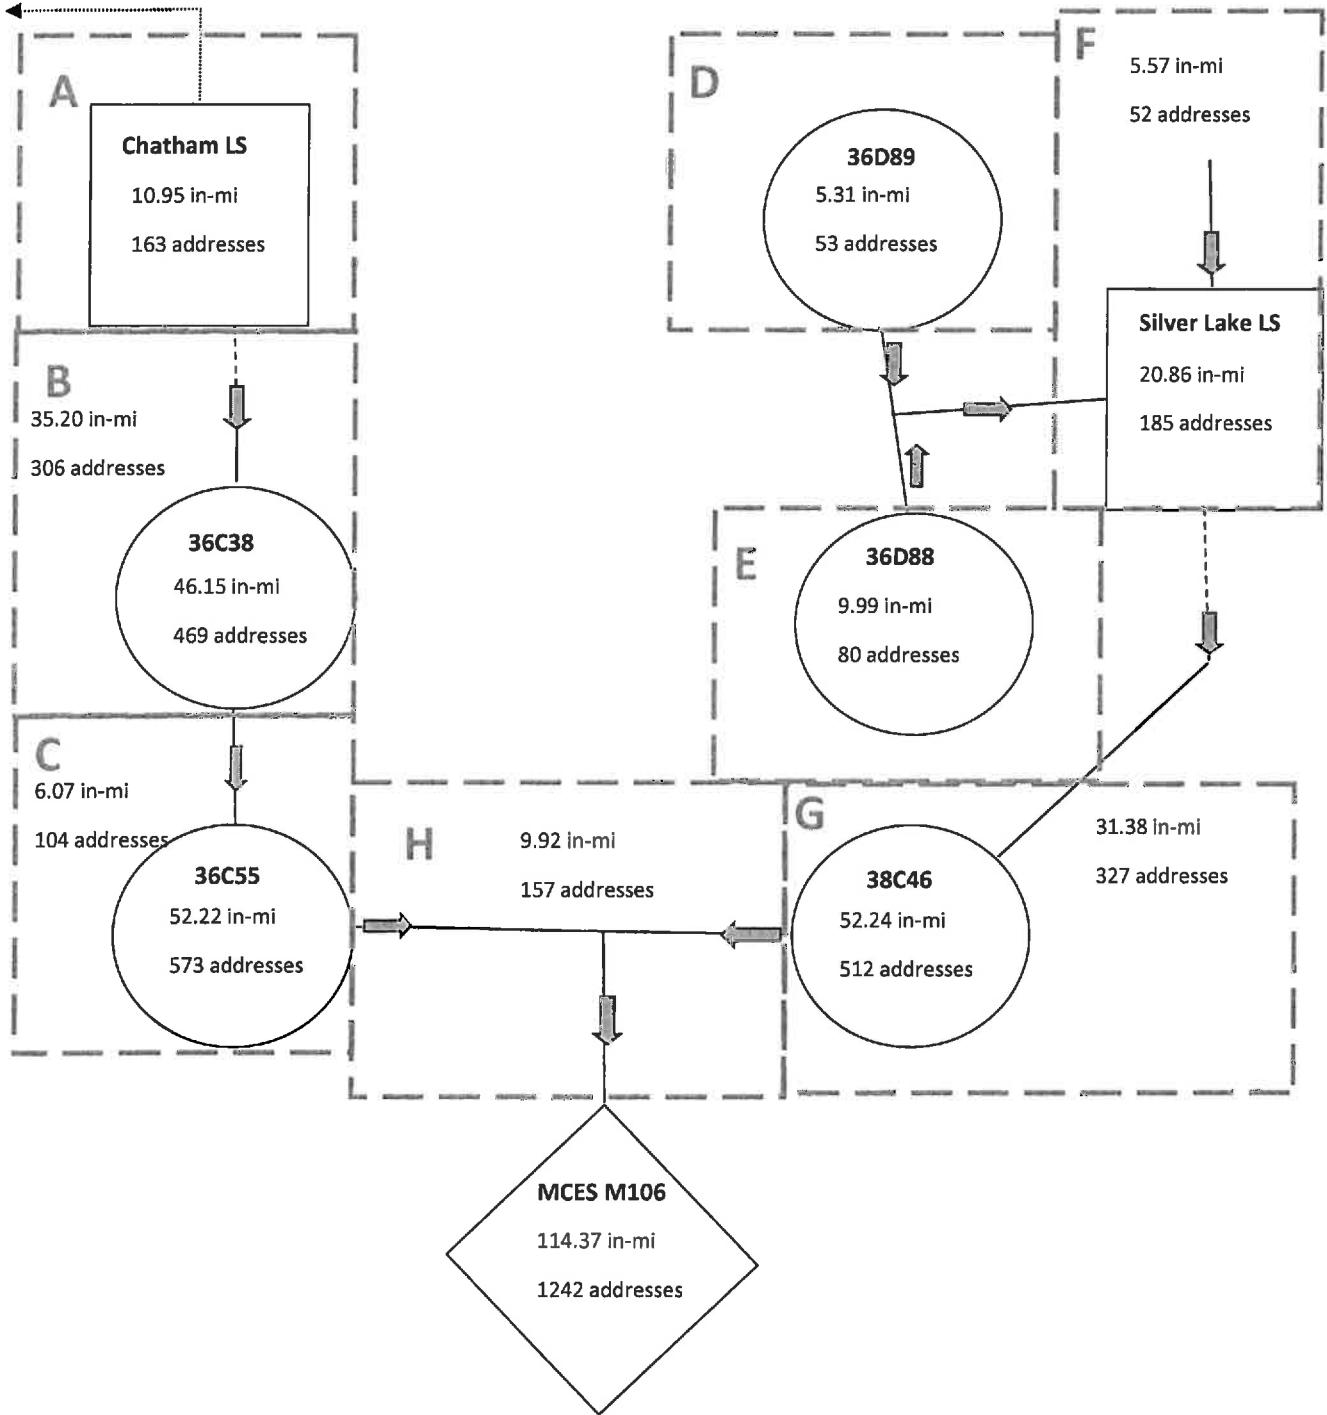 A
Chatham LS
10.95 in-mi
163 addresses
B
35.20 in-mi
306 addresses
36C38
46.15 in-mi
469 addresses
C
6.07 in-mi
104 addresses
36C55
52.22 in-mi
573 addresses
D
36D89
5.31 in-mi
53 addresses
F
5.57 in-mi
52 addresses
Silver Lake LS
20.86 in-mi
185 addresses
E
36D88
9.99 in-mi
80 addresses
H
9.92 in-mi
157 addresses
G
31.38 in-mi
327 addresses
38C46
52.24 in-mi
512 addresses
MCES M106
114.37 in-mi
1242 addresses